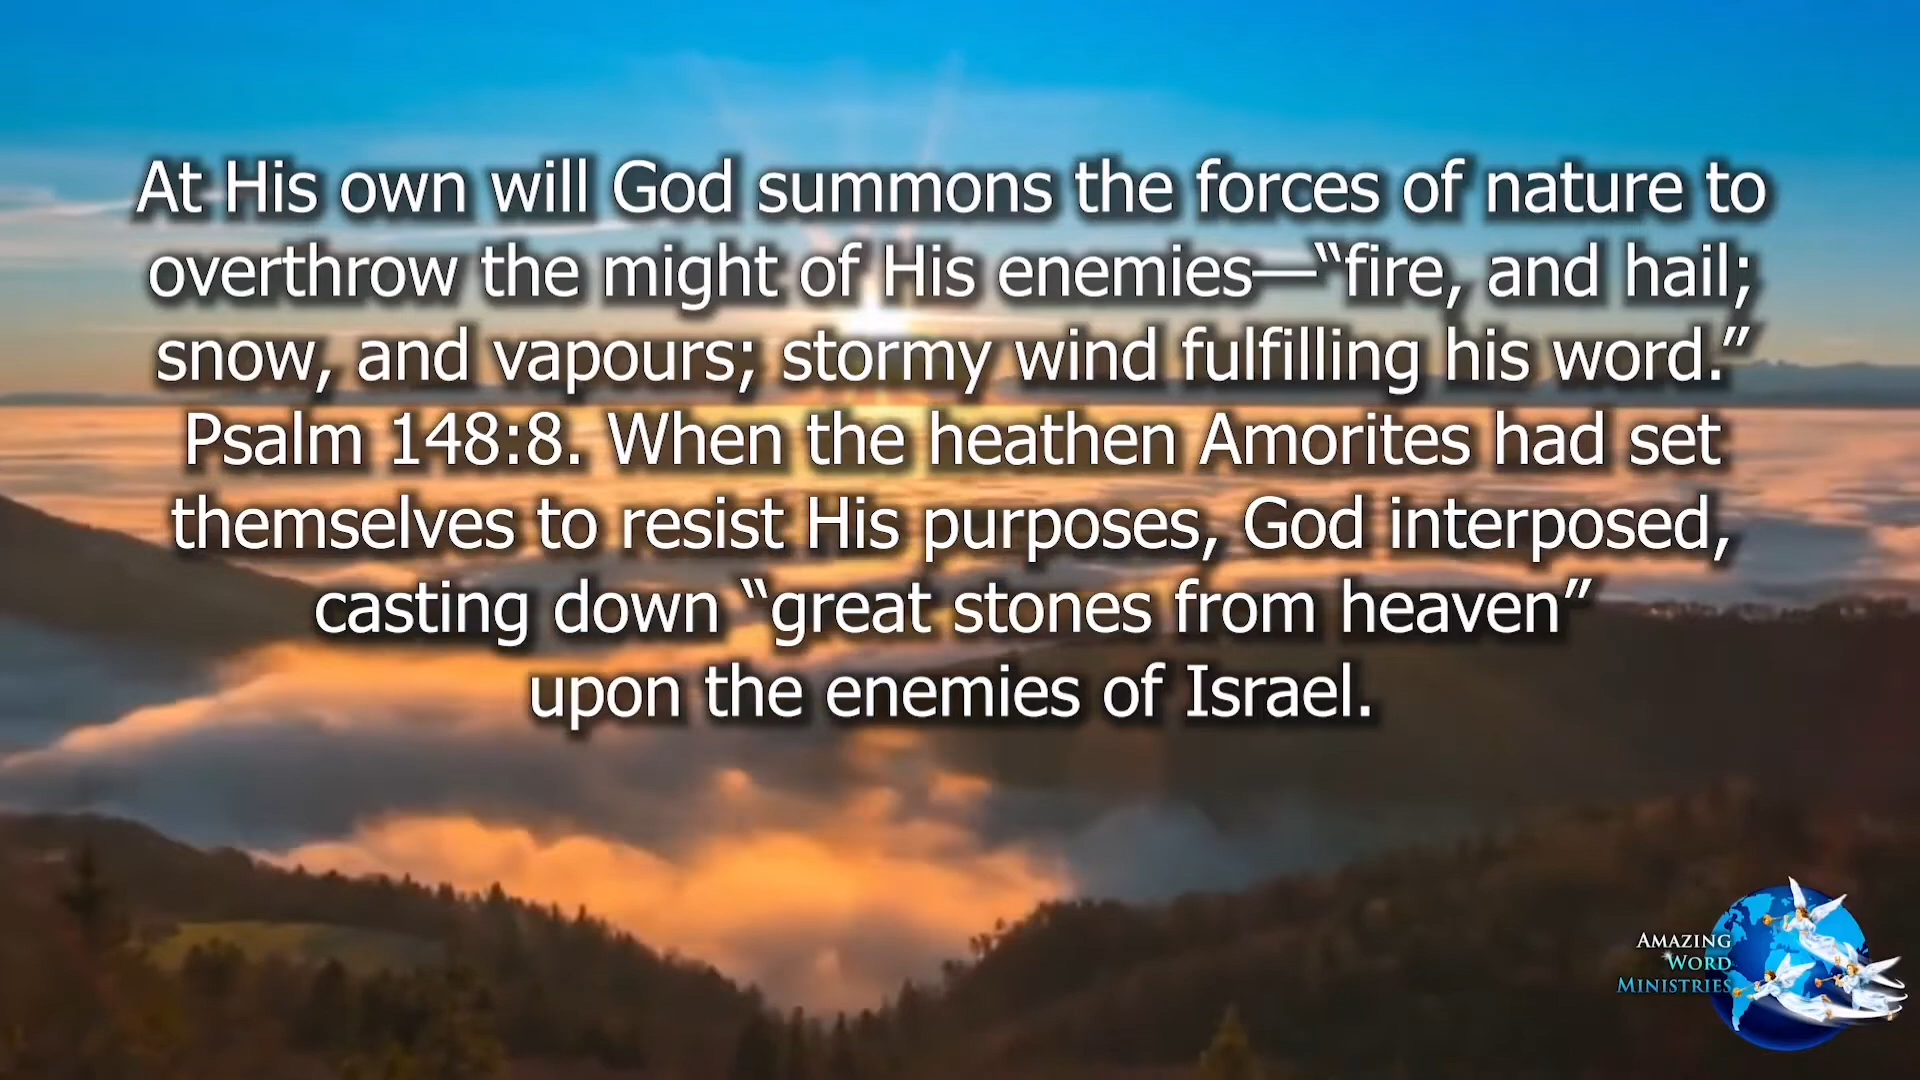 At His own will God summons the forces of nature to
overthrow the might of His enemies—“fire, and hail;
snow, and vapours; stormy wind fulfilling his word.”
Psalm 148:8. When the heathen Amorites had set
themselves to resist His purposes, God interposed,
casting down “great stones from heaven”
upon the enemies of Israel.
AMAZING
WORD
MINISTRIES